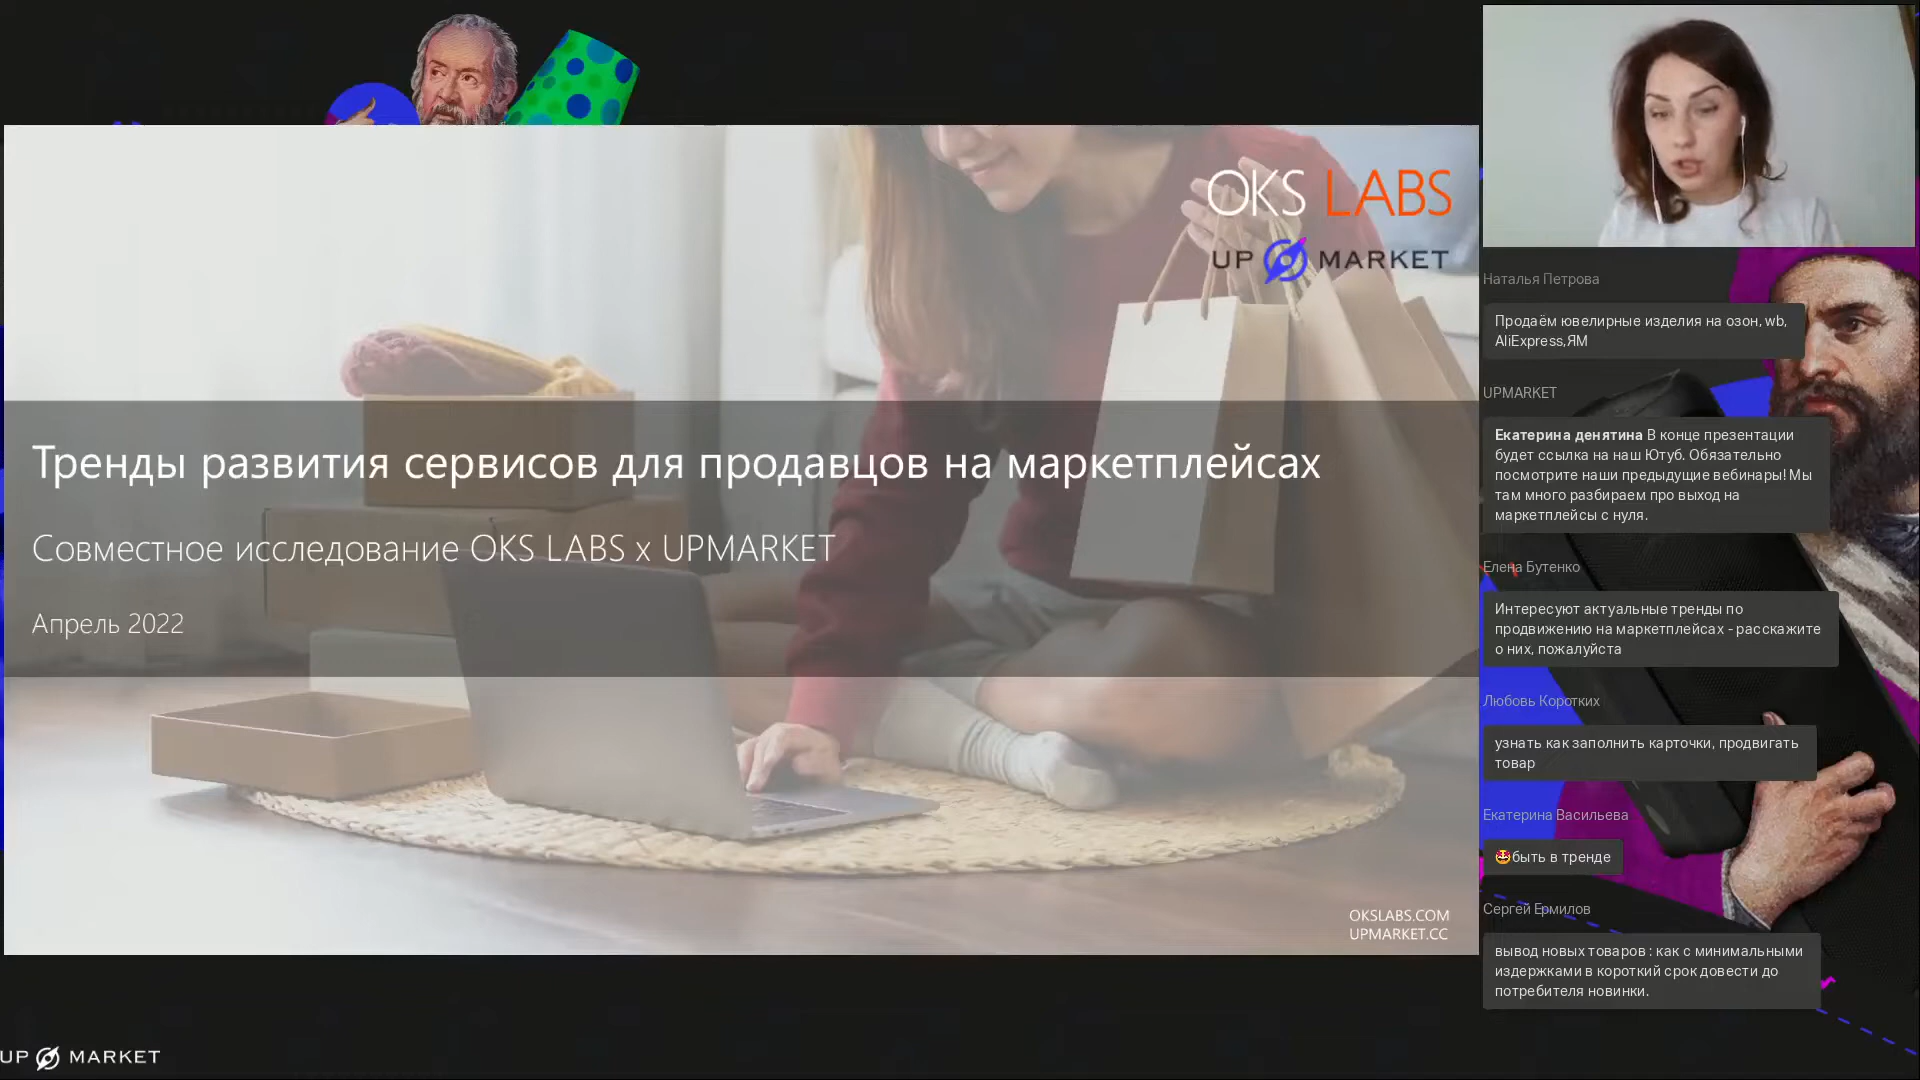 OKS LABS
UP MARKET
Тренды развития сервисов для продавцов на маркетплейсах
Совместное исследование OKS LABS x UPMARKET
Апрель 2022
OKSLABS.COM
UPMARKET.CC
UP MARKET
Наталья Петрова
Продаём ювелирные изделия на озон, wb,
AliExpress,ЯМ
UPMARKET
Екатерина денятина В конце презентации
будет ссылка на наш Ютуб. Обязательно
посмотрите наши предыдущие вебинары! Мы
там много разбираем про выход на
маркетплейсы с нуля.
Елена Бутенко
Интересуют актуальные тренды по
продвижению на маркетплейсах - расскажите
о них, пожалуйста
Любовь Коротких
узнать как заполнить карточки, продвигать
товар
Екатерина Васильева
🤩быть в тренде
Сергей Ермилов
вывод новых товаров : как с минимальными
издержками в короткий срок довести до
потребителя новинки.